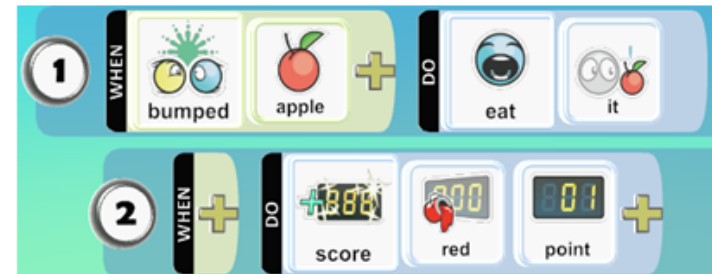 1 WHEN bumped apple DO eat it
2 WHEN DO score red point